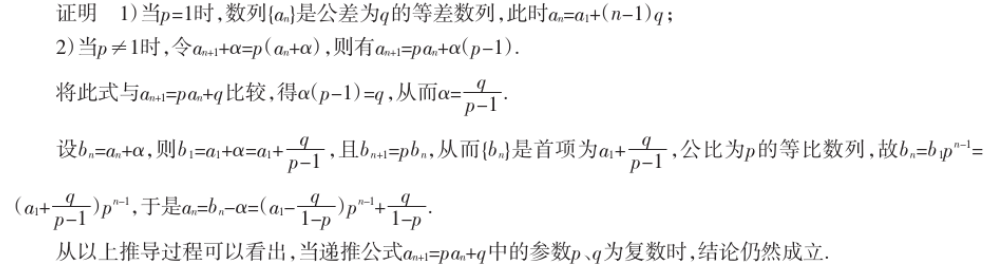 证明 1)当p=1时,数列{aₙ}是公差为q的等差数列,此时aₙ=a₁+(n-1)q;
2)当p≠1时,令aₙ₊₁+α=p(aₙ+α),则有aₙ₊₁=paₙ+α(p-1).
将此式与aₙ₊₁=paₙ+q比较,得α(p-1)=q,从而α=q/(p-1).
设bₙ=aₙ+α,则b₁=a₁+α=a₁+q/(p-1),且bₙ₊₁=pbₙ,从而{bₙ}是首项为a₁+q/(p-1),公比为p的等比数列,故bₙ=b₁pⁿ⁻¹=
(a₁+q/(p-1))pⁿ⁻¹,于是aₙ=bₙ-α=(a₁-q/(1-p))pⁿ⁻¹+q/(1-p).
从以上推导过程可以看出,当递推公式aₙ₊₁=paₙ+q中的参数p、q为复数时,结论仍然成立.